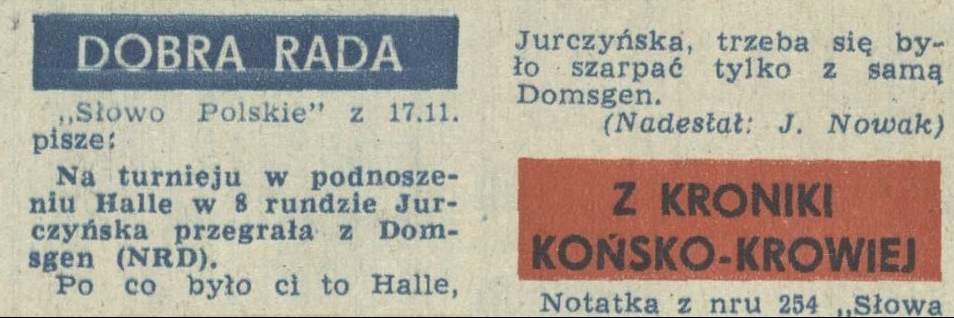 DOBRA RADA
„Słowo Polskie” z 17.11.
pisze:
Na turnieju w podnosze-
niu Halle w 8 rundzie Jur-
czyńska przegrała z Dom-
sgen (NRD).
Po co było ci to Halle,
Jurczyńska, trzeba się by-
ło szarpać tylko z samą
Domsgen.
(Nadesłał: J. Nowak)
Z KRONIKI
KOŃSKO-KROWIEJ
Notatka z nru 254 „Słowa